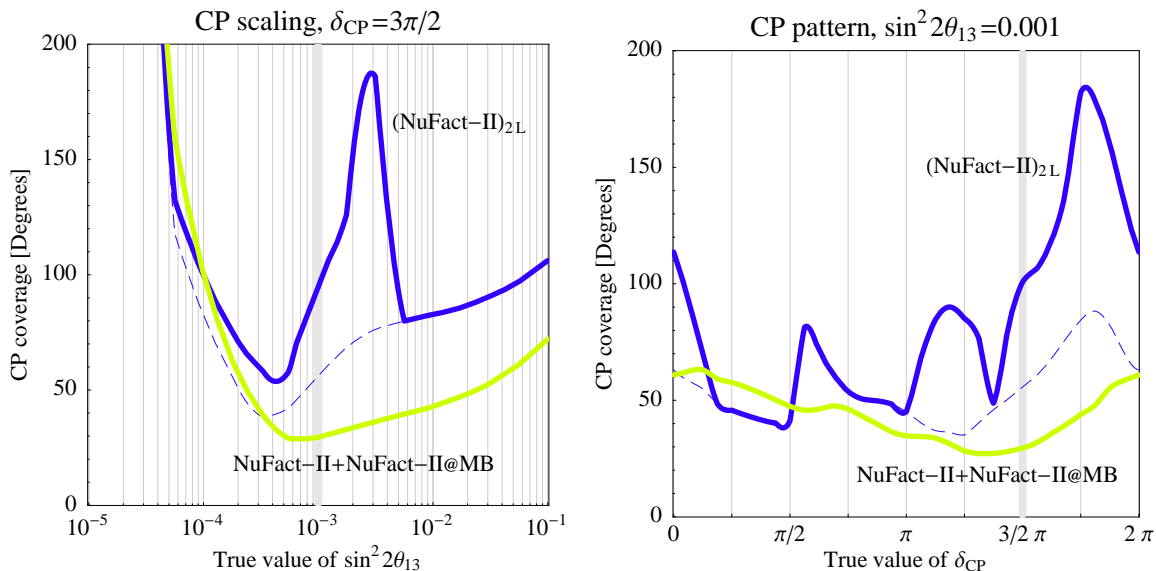 CP scaling, δCP=3π/2
200
150
100
50
0
CP coverage [Degrees]
(NuFact−II)2L
NuFact−II+NuFact−II@MB
10−5 10−4 10−3 10−2 10−1
True value of sin²2θ13
CP pattern, sin²2θ13=0.001
200
150
100
50
0
CP coverage [Degrees]
(NuFact−II)2L
NuFact−II+NuFact−II@MB
0 π/2 π 3/2 π 2 π
True value of δCP